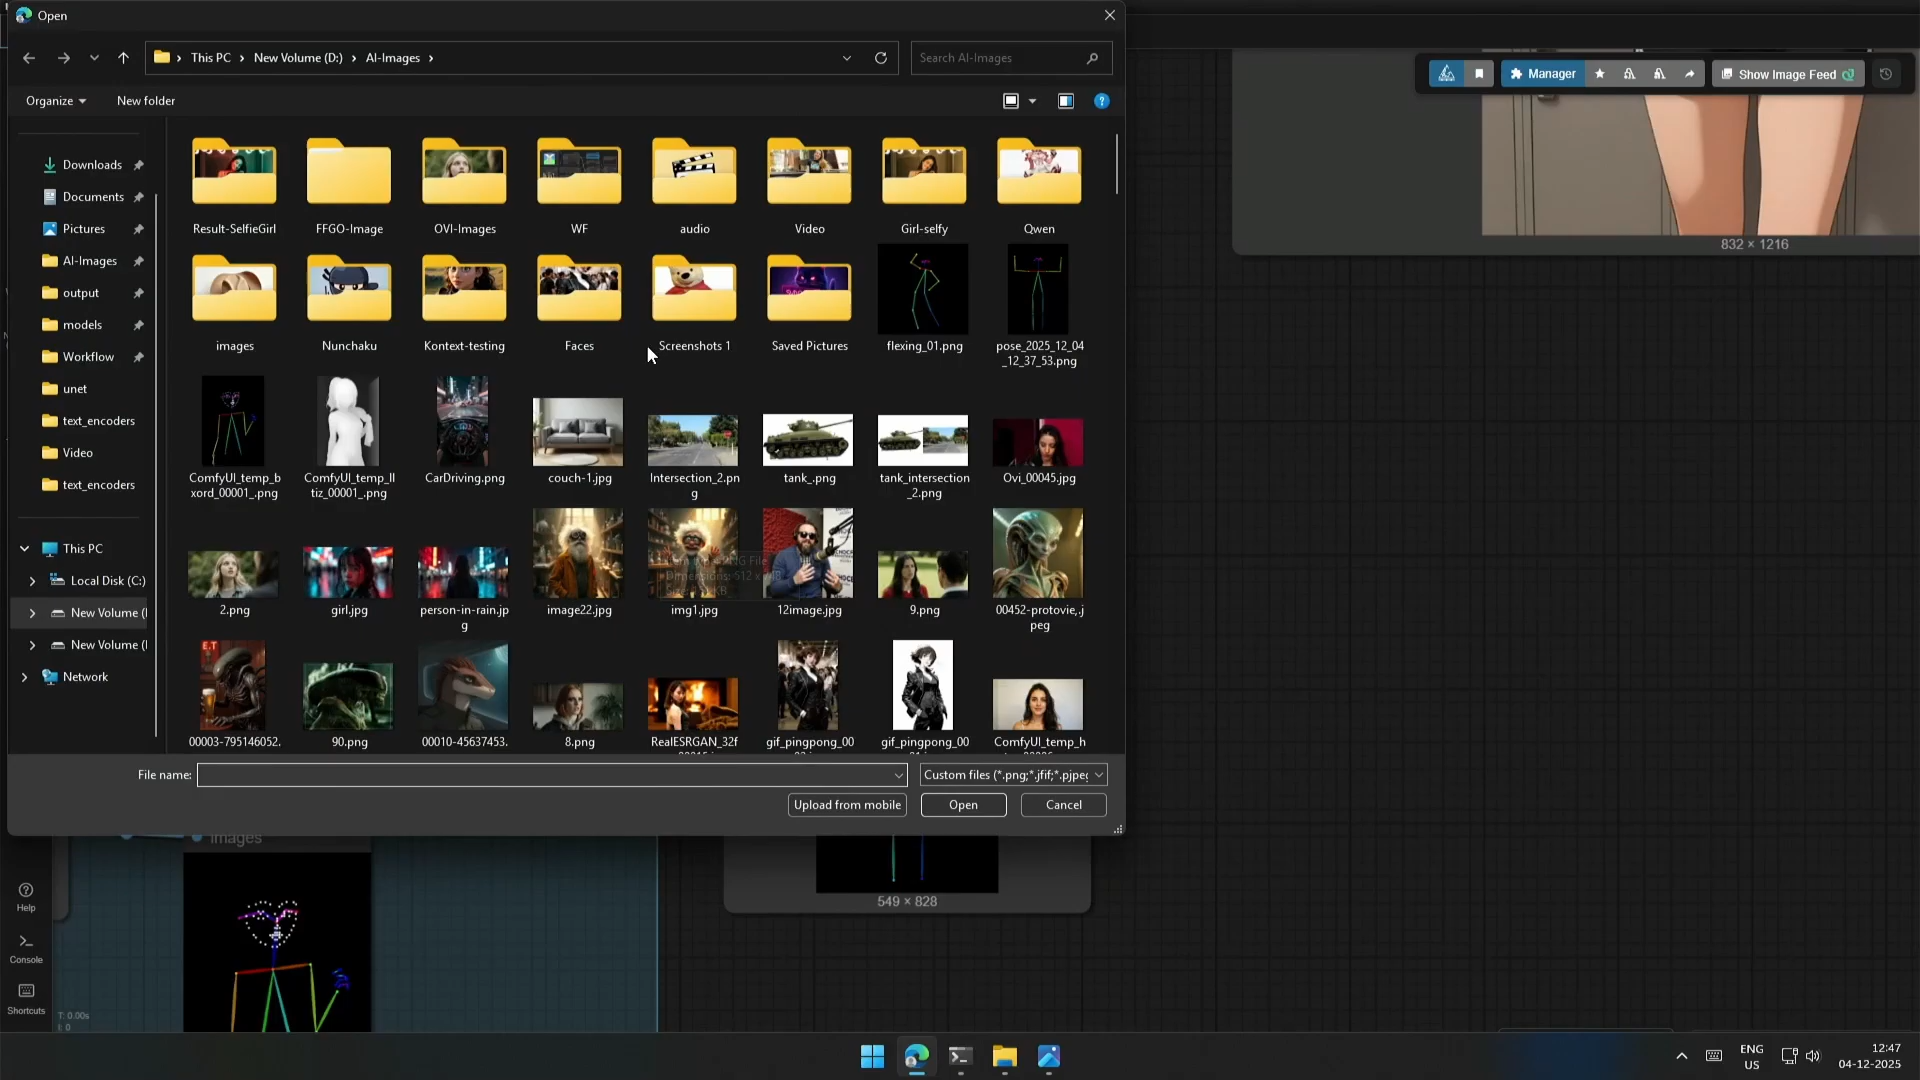 Open
This PC
New Volume (D:)
AI-Images
Search AI-Images
Organize
New folder
Manager
Show Image Feed
832 × 1216
Downloads
Documents
Pictures
AI-Images
output
models
Workflow
unet
text_encoders
Video
text_encoders
This PC
Local Disk (C:)
New Volume (
New Volume (
Network
Result-SelfieGirl
FFGO-Image
OVI-Images
WF
audio
Video
Girl-selfy
Qwen
images
Nunchaku
Kontext-testing
Faces
Screenshots 1
Saved Pictures
flexing_01.png
pose_2025_12_04
_12_37_53.png
ComfyUI_temp_b
xord_00001_.png
ComfyUI_temp_ll
tiz_00001_.png
CarDriving.png
couch-1.jpg
Intersection_2.pn
g
tank_.png
tank_intersection
_2.png
Ovi_00045.jpg
2.png
girl.jpg
person-in-rain.jp
g
image22.jpg
img1.jpg
12image.jpg
9.png
00452-protovie,.j
peg
E.T
00003-795146052.
90.png
00010-45637453.
8.png
RealESRGAN_32f
gif_pingpong_00
gif_pingpong_00
ComfyUI_temp_h
File name:
Custom files (*.png;*.jfif;*.pjpeg
Upload from mobile
Open
Cancel
images
549 × 828
Help
Console
Shortcuts
T: 0.00s
I: 0
ENG
US
12:47
04-12-2025